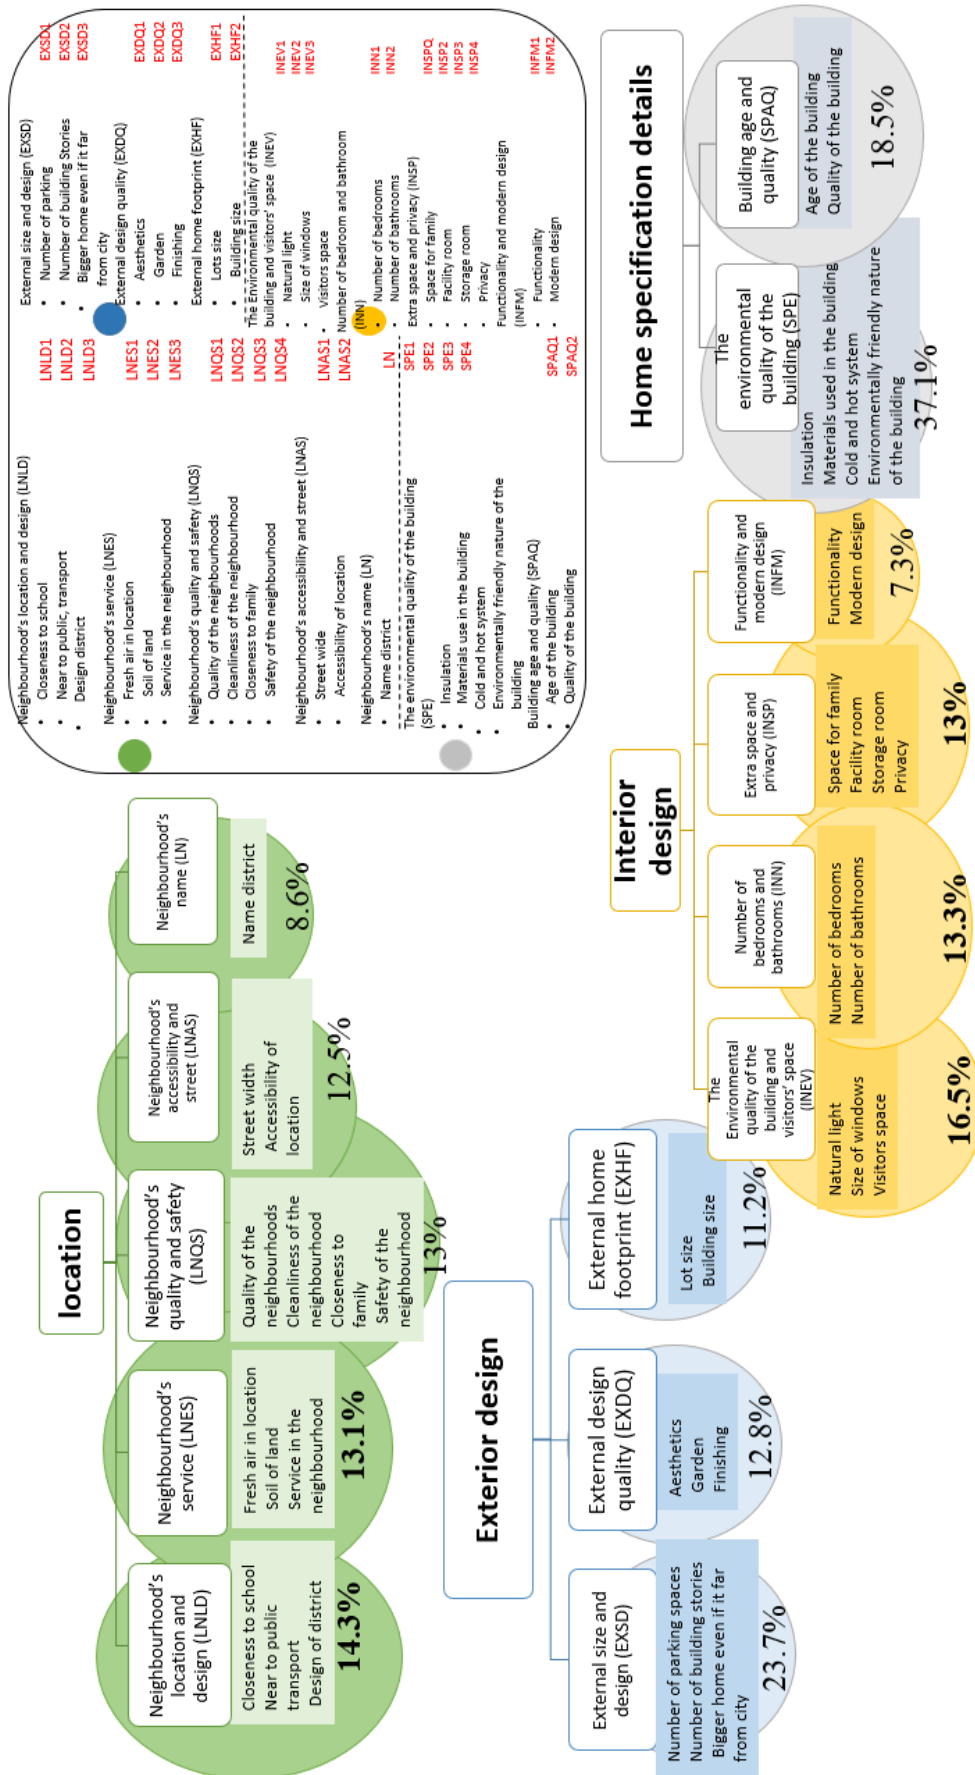 location
Neighbourhood's
location and
design (LNLD)
Closeness to school
Near to public
transport
Design of district
14.3%
Neighbourhood's
service (LNES)
Fresh air in location
Soil of land
Service in the
neighbourhood
13.1%
Neighbourhood's
quality and safety
(LNQS)
Quality of the
neighbourhoods
Cleanliness of the
neighbourhood
Closeness to
family
Safety of the
neighbourhood
13%
Neighbourhood's
accessibility and
street (LNAS)
Street width
Accessibility of
location
12.5%
Neighbourhood's
name (LN)
Name district
8.6%
Neighbourhood's location and design (LNLD)
• Closeness to school LNLD1
• Near to public, transport LNLD2
• Design district LNLD3
Neighbourhood's service (LNES)
• Fresh air in location LNES1
• Soil of land LNES2
• Service in the neighbourhood LNES3
Neighbourhood's quality and safety (LNQS)
• Quality of the neighbourhoods LNQS1
• Cleanliness of the neighbourhood LNQS2
• Closeness to family LNQS3
• Safety of the neighbourhood LNQS4
Neighbourhood's accessibility and street (LNAS)
• Street wide LNAS1
• Accessibility of location LNAS2
Neighbourhood's name (LN)
• Name district LN
The environmental quality of the building
(SPE)
• Insulation SPE1
• Materials use in the building SPE2
• Cold and hot system SPE3
• Environmentally friendly nature of the SPE4
building
Building age and quality (SPAQ)
• Age of the building SPAQ1
• Quality of the building SPAQ2
External size and design (EXSD)
• Number of parking EXSD1
• Number of building Stories EXSD2
• Bigger home even if it far EXSD3
from city
External design quality (EXDQ)
• Aesthetics EXDQ1
• Garden EXDQ2
• Finishing EXDQ3
External home footprint (EXHF)
• Lots size EXHF1
• Building size EXHF2
The Environmental quality of the
building and visitors' space (INEV)
• Natural light INEV1
• Size of windows INEV2
• Visitors space INEV3
Number of bedroom and bathroom
(INN)
• Number of bedrooms INN1
• Number of bathrooms INN2
Extra space and privacy (INSP)
• Space for family INSPQ
• Facility room INSP2
• Storage room INSP3
• Privacy INSP4
Functionality and modern design
(INFM)
• Functionality INFM1
• Modern design INFM2
Exterior design
External size and
design (EXSD)
Number of parking spaces
Number of building stories
Bigger home even if it far
from city
23.7%
External design
quality (EXDQ)
Aesthetics
Garden
Finishing
12.8%
External home
footprint (EXHF)
Lot size
Building size
11.2%
Interior
design
The
Environmental
quality of the
building and
visitors' space
(INEV)
Natural light
Size of windows
Visitors space
16.5%
Number of
bedrooms and
bathrooms (INN)
Number of bedrooms
Number of bathrooms
13.3%
Extra space and
privacy (INSP)
Space for family
Facility room
Storage room
Privacy
13%
Functionality and
modern design
(INFM)
Functionality
Modern design
7.3%
Home specification details
The
environmental
quality of the
building (SPE)
Insulation
Materials used in the building
Cold and hot system
Environmentally friendly nature
of the building
37.1%
Building age and
quality (SPAQ)
Age of the building
Quality of the building
18.5%